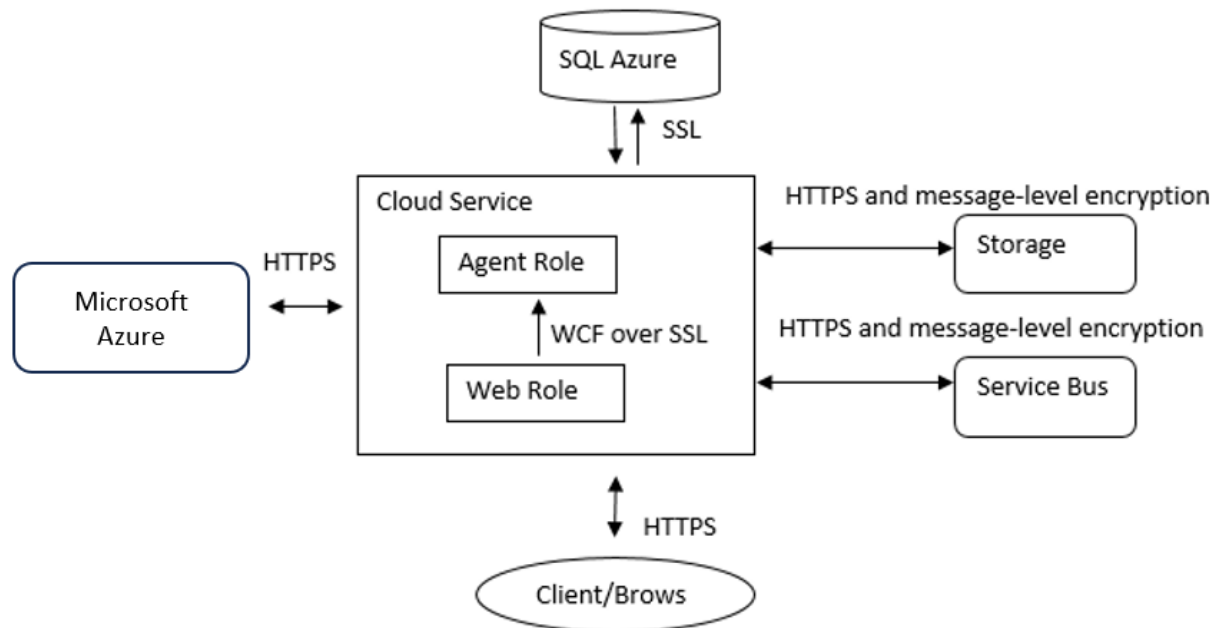 SQL Azure
SSL
Cloud Service
HTTPS and message-level encryption
Storage
Agent Role
HTTPS
Microsoft
Azure
WCF over SSL
HTTPS and message-level encryption
Service Bus
Web Role
HTTPS
Client/Brows